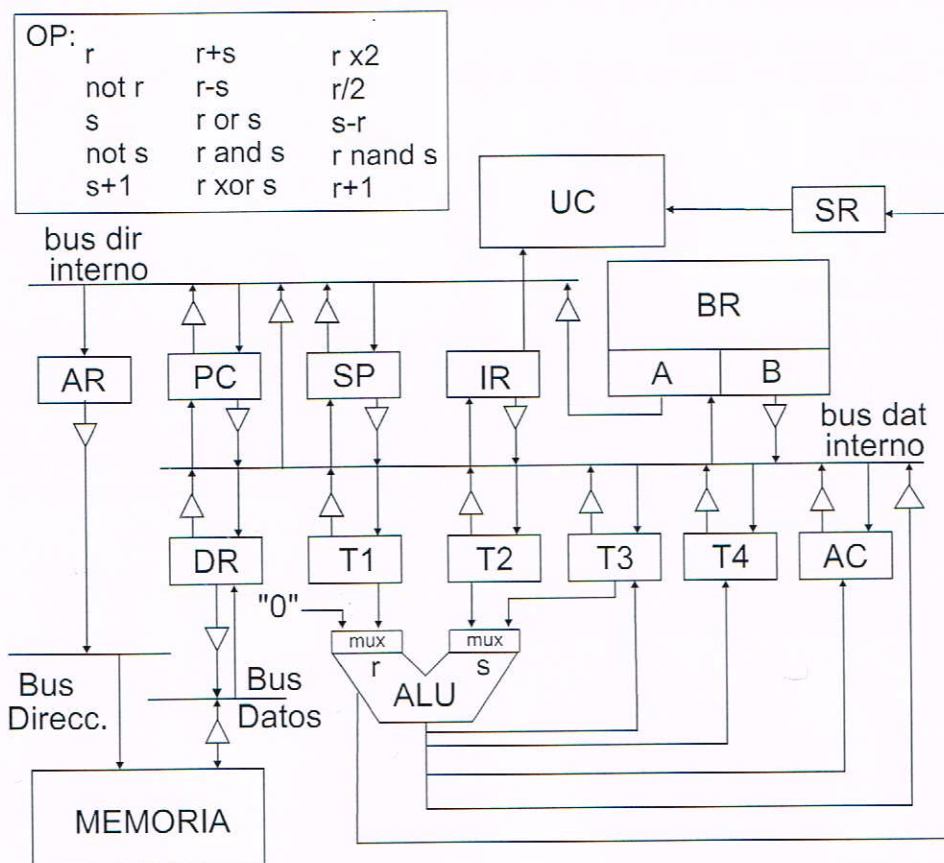 OP:
r r+s r x2
not r r-s r/2
s r or s s-r
not s r and s r nand s
s+1 r xor s r+1
UC
SR
bus dir
interno
BR
A B
AR
PC
SP
IR
bus dat
interno
DR
T1
T2
T3
T4
AC
"0"
mux
mux
r
s
ALU
Bus
Direcc.
Bus
Datos
MEMORIA